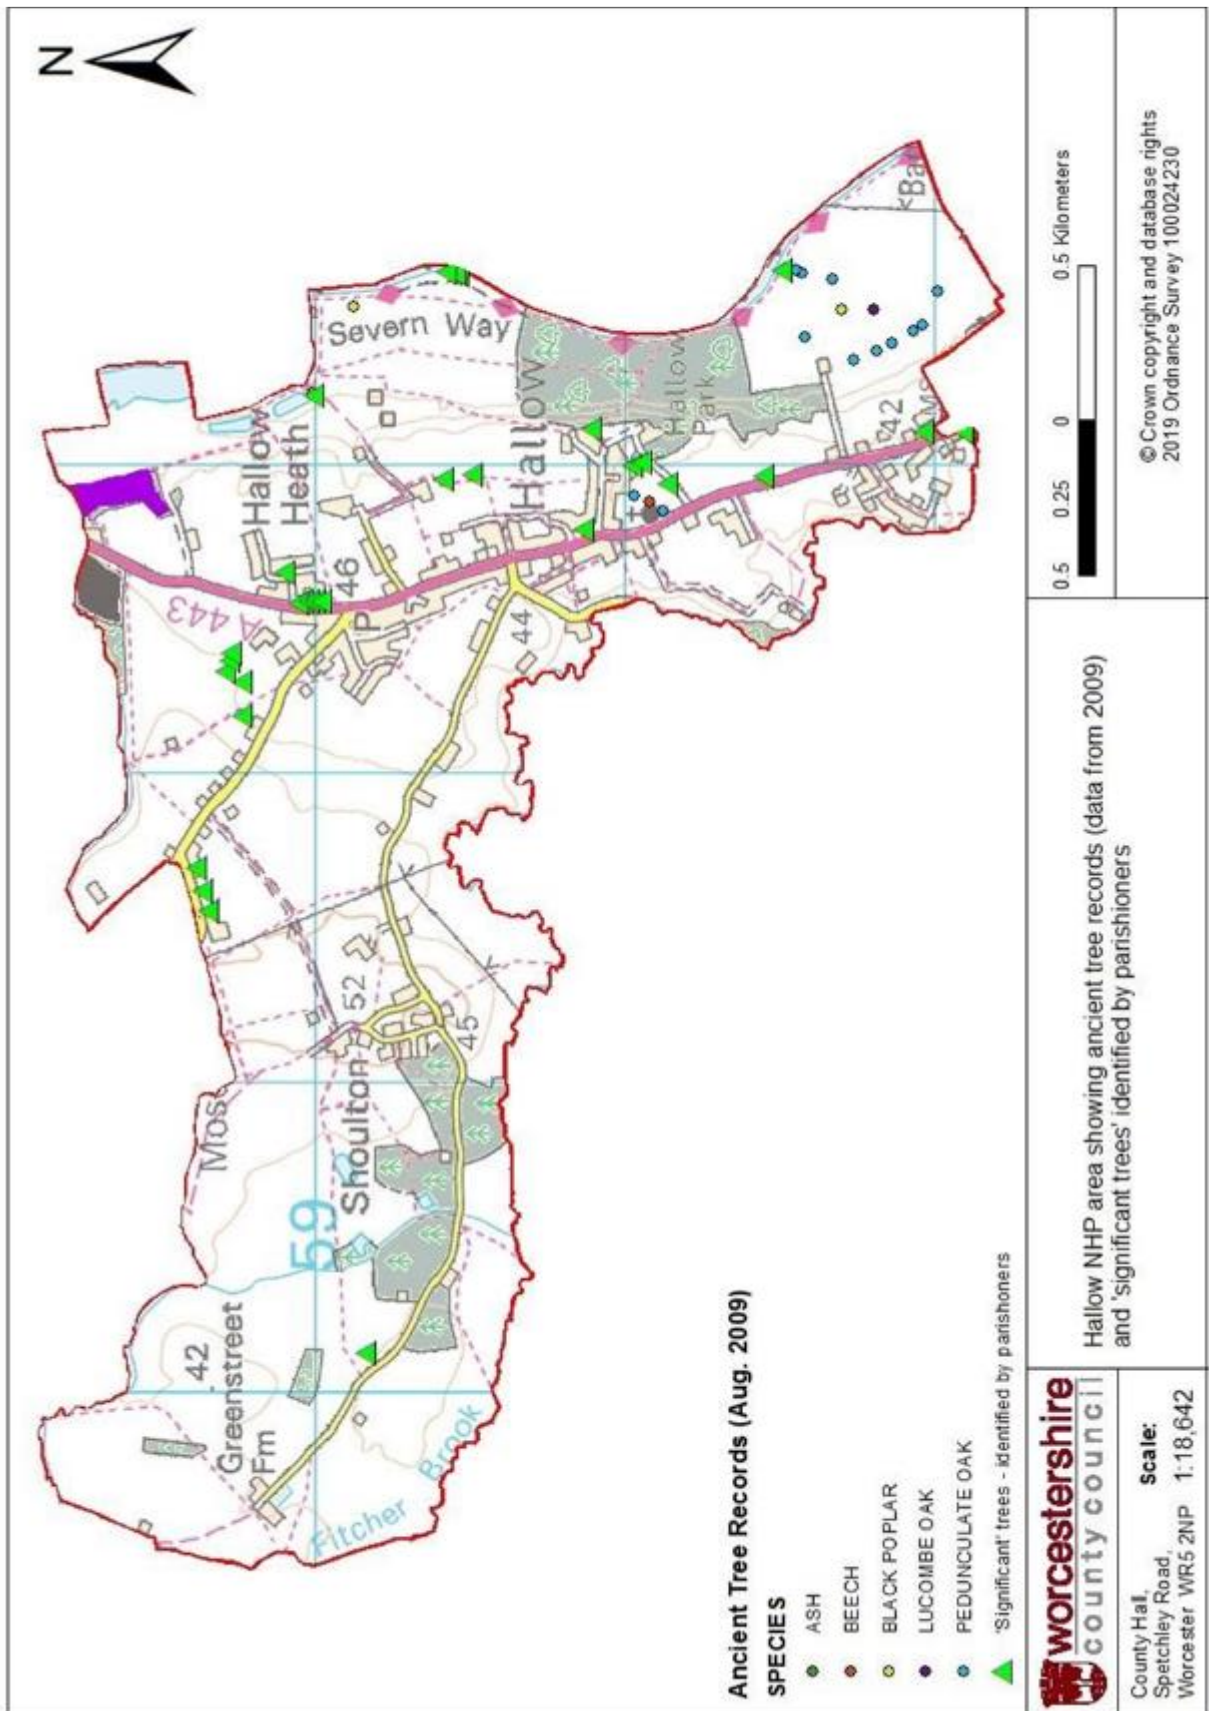 N
A 443
Hallow
Heath
Severn Way
46
P
Hallow
Hallow
Park
44
42
Mos
52
Shoulton
45
59
42
Greenstreet
Fm
Fitcher Brook
Ancient Tree Records (Aug. 2009)
SPECIES
ASH
BEECH
BLACK POPLAR
LUCOMBE OAK
PEDUNCULATE OAK
'Significant' trees - identified by parishoners
worcestershire
county council
County Hall,
Spetchley Road,
Worcester WR5 2NP
Scale:
1:18,642
Hallow NHP area showing ancient tree records (data from 2009)
and 'significant trees' identified by parishioners
0.5 0.25 0 0.5 Kilometers
© Crown copyright and database rights
2019 Ordnance Survey 100024230